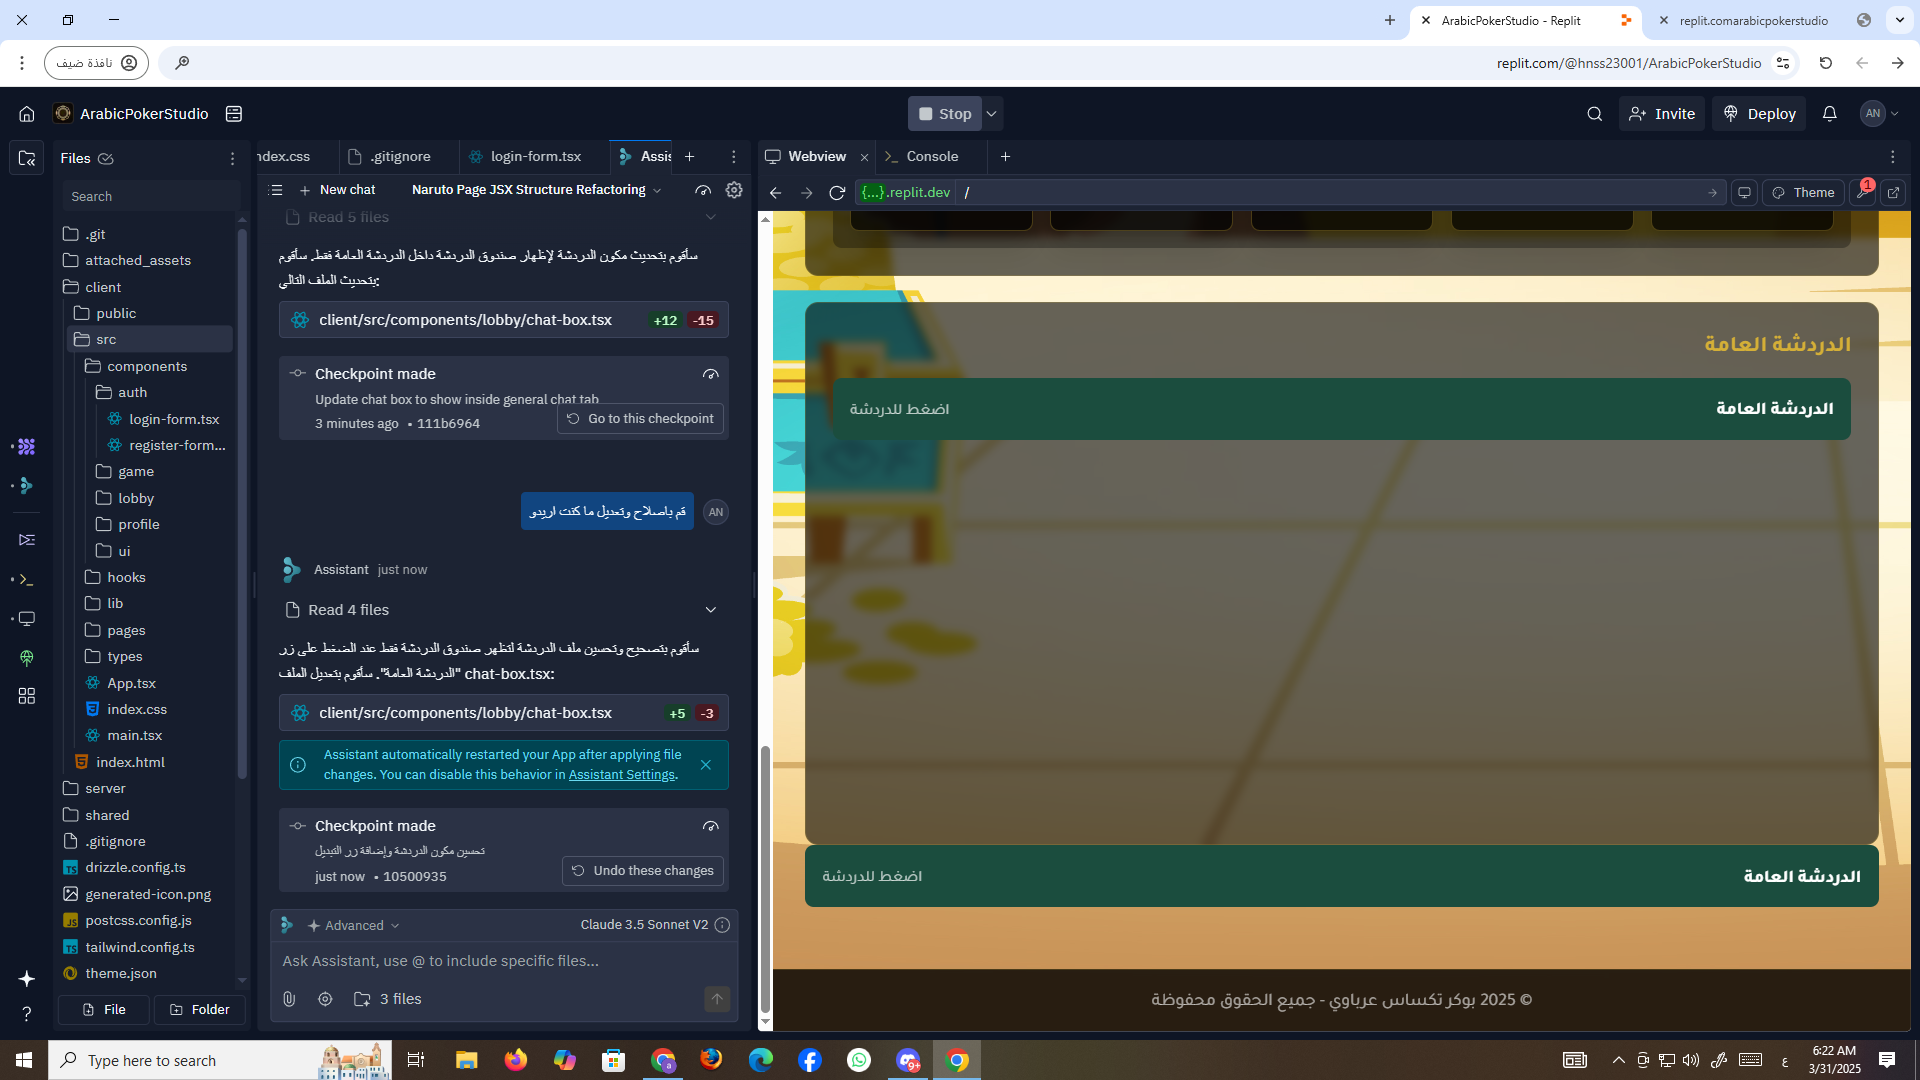 ArabicPokerStudio - Replit
replit.comarabicpokerstudio
نافذة ضيف
replit.com/@hnss23001/ArabicPokerStudio
ArabicPokerStudio
Stop
Invite
Deploy
AN
Files
Search
.git
attached_assets
client
public
src
components
auth
login-form.tsx
register-form...
game
lobby
profile
ui
hooks
lib
pages
types
App.tsx
index.css
main.tsx
index.html
server
shared
.gitignore
drizzle.config.ts
generated-icon.png
postcss.config.js
tailwind.config.ts
theme.json
File
Folder
ndex.css
.gitignore
login-form.tsx
Assis
New chat
Naruto Page JSX Structure Refactoring
Read 5 files
سأقوم بتحديث مكون الدردشة لإظهار صندوق الدردشة داخل الدردشة العامة فقط. سأقوم
بتحديث الملف التالي:
client/src/components/lobby/chat-box.tsx
+12 -15
Checkpoint made
Update chat box to show inside general chat tab
3 minutes ago • 111b6964
Go to this checkpoint
قم باصلاح وتعديل ما كنت اريدو
AN
Assistant just now
Read 4 files
سأقوم بتصحيح وتحسين ملف الدردشة لتظهر صندوق الدردشة فقط عند الضغط على زر
"الدردشة العامة". سأقوم بتعديل الملف chat-box.tsx:
client/src/components/lobby/chat-box.tsx
+5 -3
Assistant automatically restarted your App after applying file
changes. You can disable this behavior in Assistant Settings.
Checkpoint made
تحسين مكون الدردشة وإضافة زر التبديل
just now • 10500935
Undo these changes
Advanced
Claude 3.5 Sonnet V2
Ask Assistant, use @ to include specific files...
3 files
Webview
Console
{...}.replit.dev /
Theme
1
الدردشة العامة
الدردشة العامة
اضغط للدردشة
الدردشة العامة
اضغط للدردشة
© 2025 بوكر تكساس عرباوي - جميع الحقوق محفوظة
Type here to search
9+
ع
6:22 AM
3/31/2025